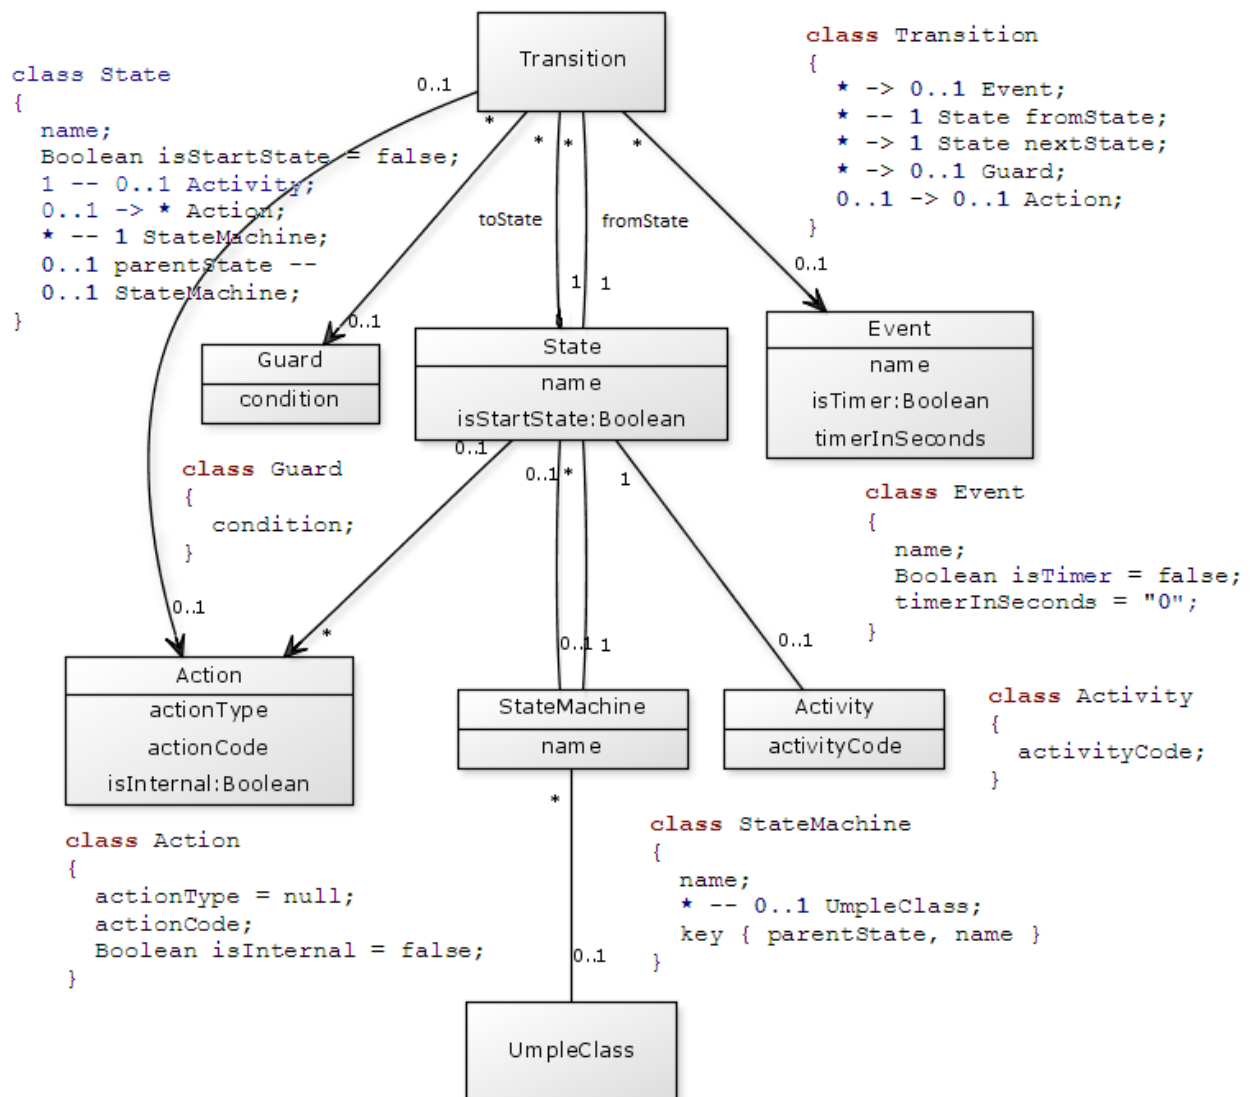 Transition
class Transition
{
* -> 0..1 Event;
* -- 1 State fromState;
* -> 1 State nextState;
* -> 0..1 Guard;
0..1 -> 0..1 Action;
}
class State
{
name;
Boolean isStartState = false;
1 -- 0..1 Activity;
0..1 -> * Action;
* -- 1 StateMachine;
0..1 parentState --
0..1 StateMachine;
}
0..1
*
*
*
*
toState
fromState
0..1
1
1
0..1
Guard
condition
State
name
isStartState:Boolean
Event
name
isTimer:Boolean
timerInSeconds
class Guard
{
condition;
}
0..1
0..1
*
1
class Event
{
name;
Boolean isTimer = false;
timerInSeconds = "0";
}
0..1
*
0..1
1
0..1
Action
actionType
actionCode
isInternal:Boolean
StateMachine
name
Activity
activityCode
class Activity
{
activityCode;
}
*
class Action
{
actionType = null;
actionCode;
Boolean isInternal = false;
}
class StateMachine
{
name;
* -- 0..1 UmpleClass;
key { parentState, name }
}
0..1
UmpleClass